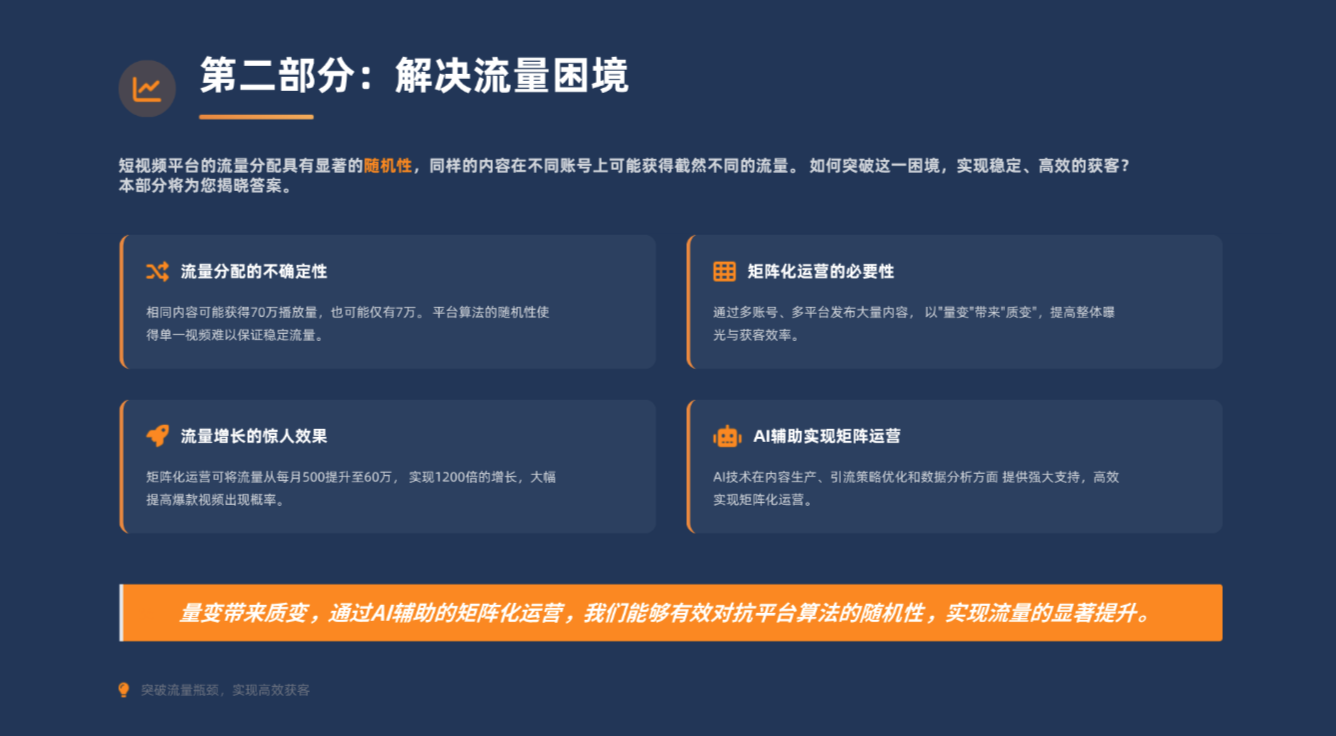 第二部分：解决流量困境
短视频平台的流量分配具有显著的随机性，同样的内容在不同账号上可能获得截然不同的流量。 如何突破这一困境，实现稳定、高效的获客？
本部分将为您揭晓答案。
流量分配的不确定性
相同内容可能获得70万播放量，也可能仅有7万。 平台算法的随机性使
得单一视频难以保证稳定流量。
矩阵化运营的必要性
通过多账号、多平台发布大量内容， 以"量变"带来"质变"，提高整体曝
光与获客效率。
流量增长的惊人效果
矩阵化运营可将流量从每月500提升至60万， 实现1200倍的增长，大幅
提高爆款视频出现概率。
AI辅助实现矩阵运营
AI技术在内容生产、引流策略优化和数据分析方面 提供强大支持，高效
实现矩阵化运营。
量变带来质变，通过AI辅助的矩阵化运营，我们能够有效对抗平台算法的随机性，实现流量的显著提升。
突破流量瓶颈，实现高效获客